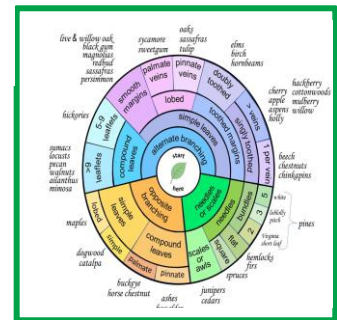 live & willow oak
black gum
magnolias
redbud
sassafras
persimmon
sycamore
sweetgum
oaks
sassafras
tulip
elms
birch
hornbeams
hackberry
cottonwoods
mulberry
willow
cherry
apple
aspens
holly
beech
chestnuts
chinkapins
hickories
sumacs
locusts
pecan
walnuts
ailanthus
mimosa
maples
dogwood
catalpa
buckeye
horse chestnut
ashes
junipers
cedars
spruces
hemlocks
firs
pines
white
loblolly
pitch
Virginia
short leaf
start
here
alternate branching
simple leaves
lobed
palmate
veins
pinnate
veins
smooth
margins
toothed margins
doubly
toothed
singly toothed
> veins
1 per vein
compound
leaves
5-9
leaflets
>9
leaflets
opposite
branching
simple
leaves
lobed
simple
compound
leaves
palmate
pinnate
needles
or scales
needles
bundles
5
3
2
flat
square
scales
or
awls